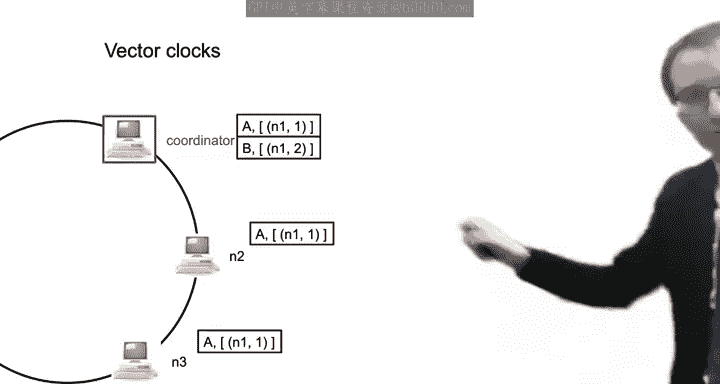 Vector clocks
coordinator
A, [ (n1, 1) ]
B, [ (n1, 2) ]
A, [ (n1, 1) ]
n2
A, [ (n1, 1) ]
n3